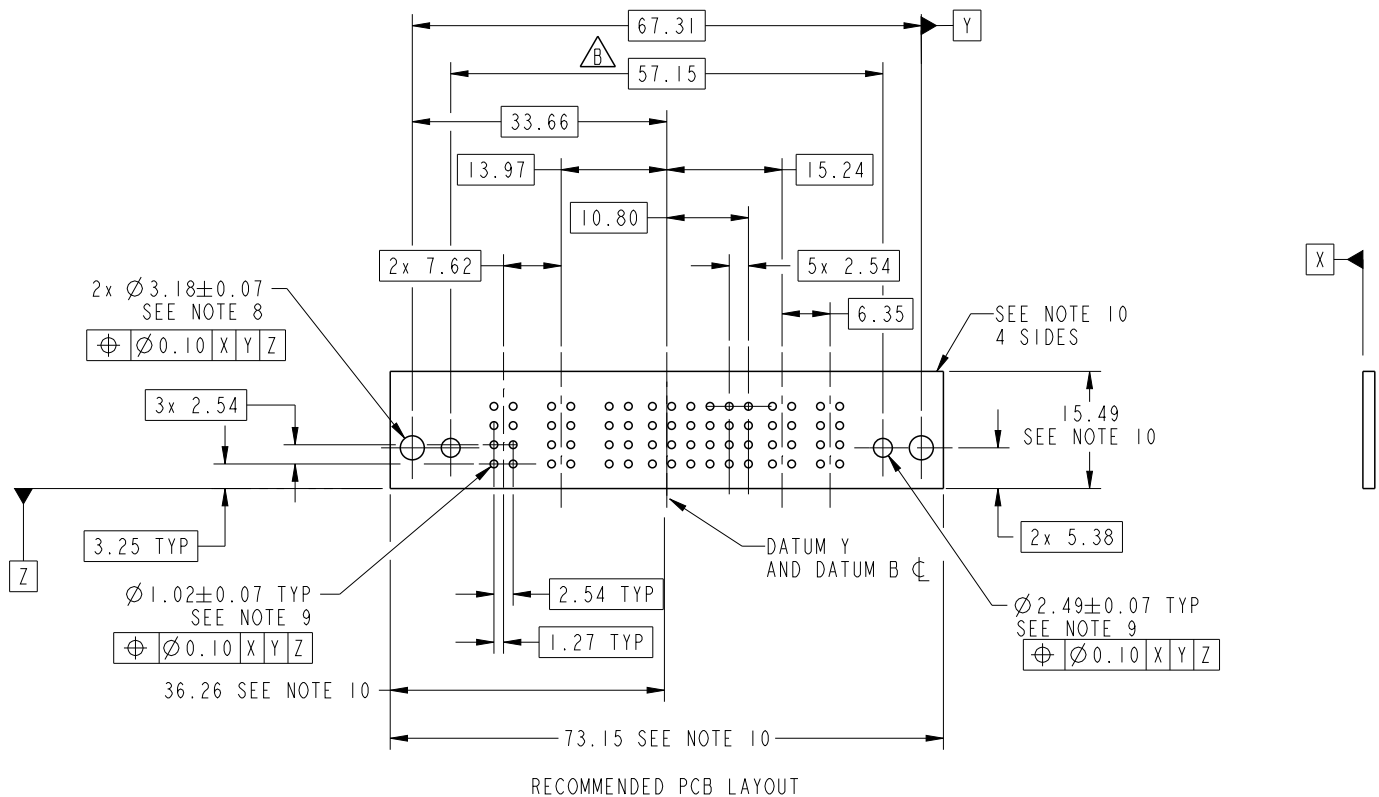 67.31
Y
B
57.15
33.66
13.97
15.24
10.80
2x 7.62
5x 2.54
X
2x Ø3.18±0.07
SEE NOTE 8
⌖ Ø0.10 X Y Z
6.35
SEE NOTE 10
4 SIDES
3x 2.54
15.49
SEE NOTE 10
3.25 TYP
2x 5.38
Z
DATUM Y
AND DATUM B ℄
Ø1.02±0.07 TYP
SEE NOTE 9
⌖ Ø0.10 X Y Z
2.54 TYP
1.27 TYP
Ø2.49±0.07 TYP
SEE NOTE 9
⌖ Ø0.10 X Y Z
36.26 SEE NOTE 10
73.15 SEE NOTE 10
RECOMMENDED PCB LAYOUT